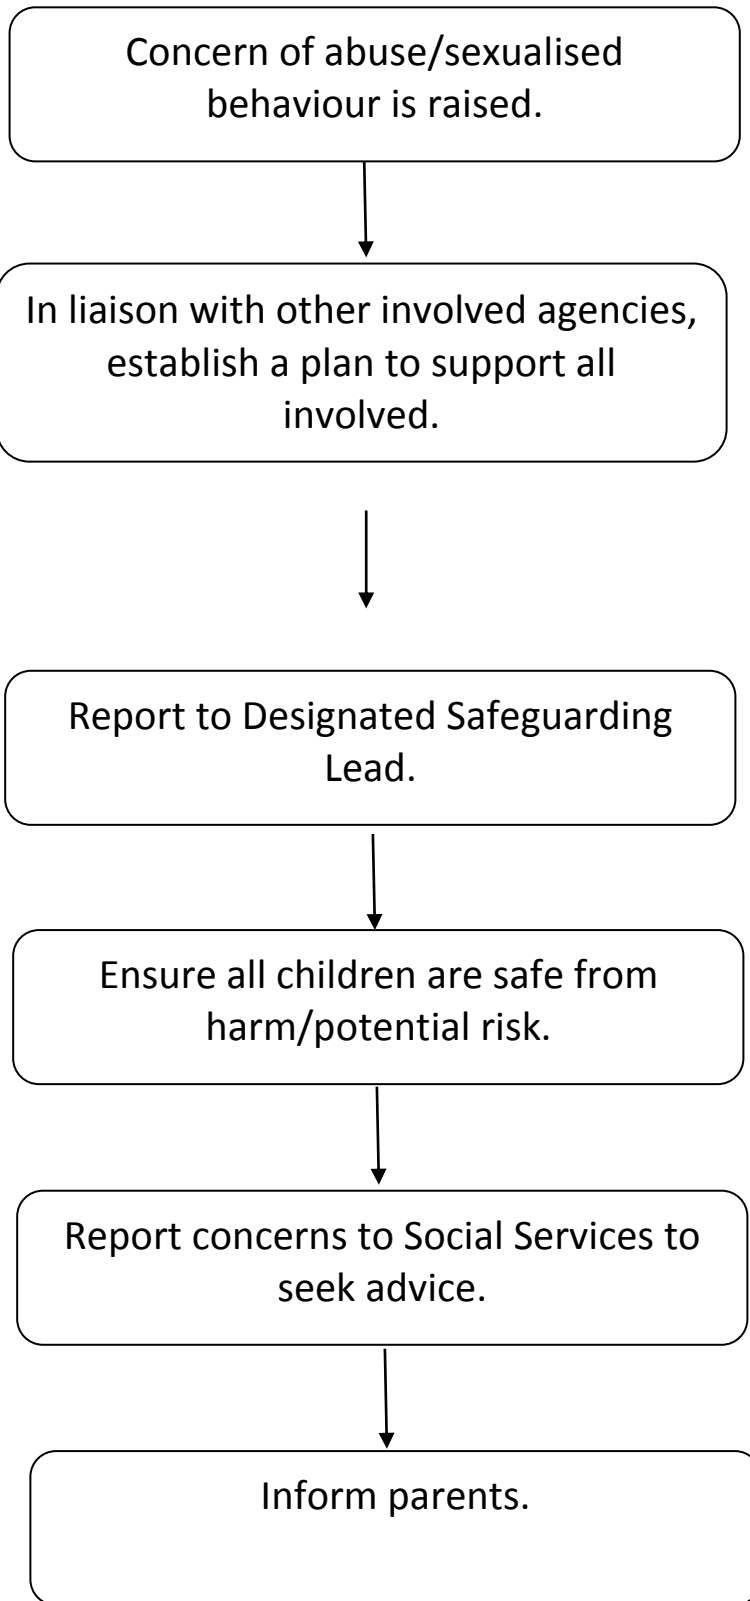 Concern of abuse/sexualised
behaviour is raised.
In liaison with other involved agencies,
establish a plan to support all
involved.
Report to Designated Safeguarding
Lead.
Ensure all children are safe from
harm/potential risk.
Report concerns to Social Services to
seek advice.
Inform parents.